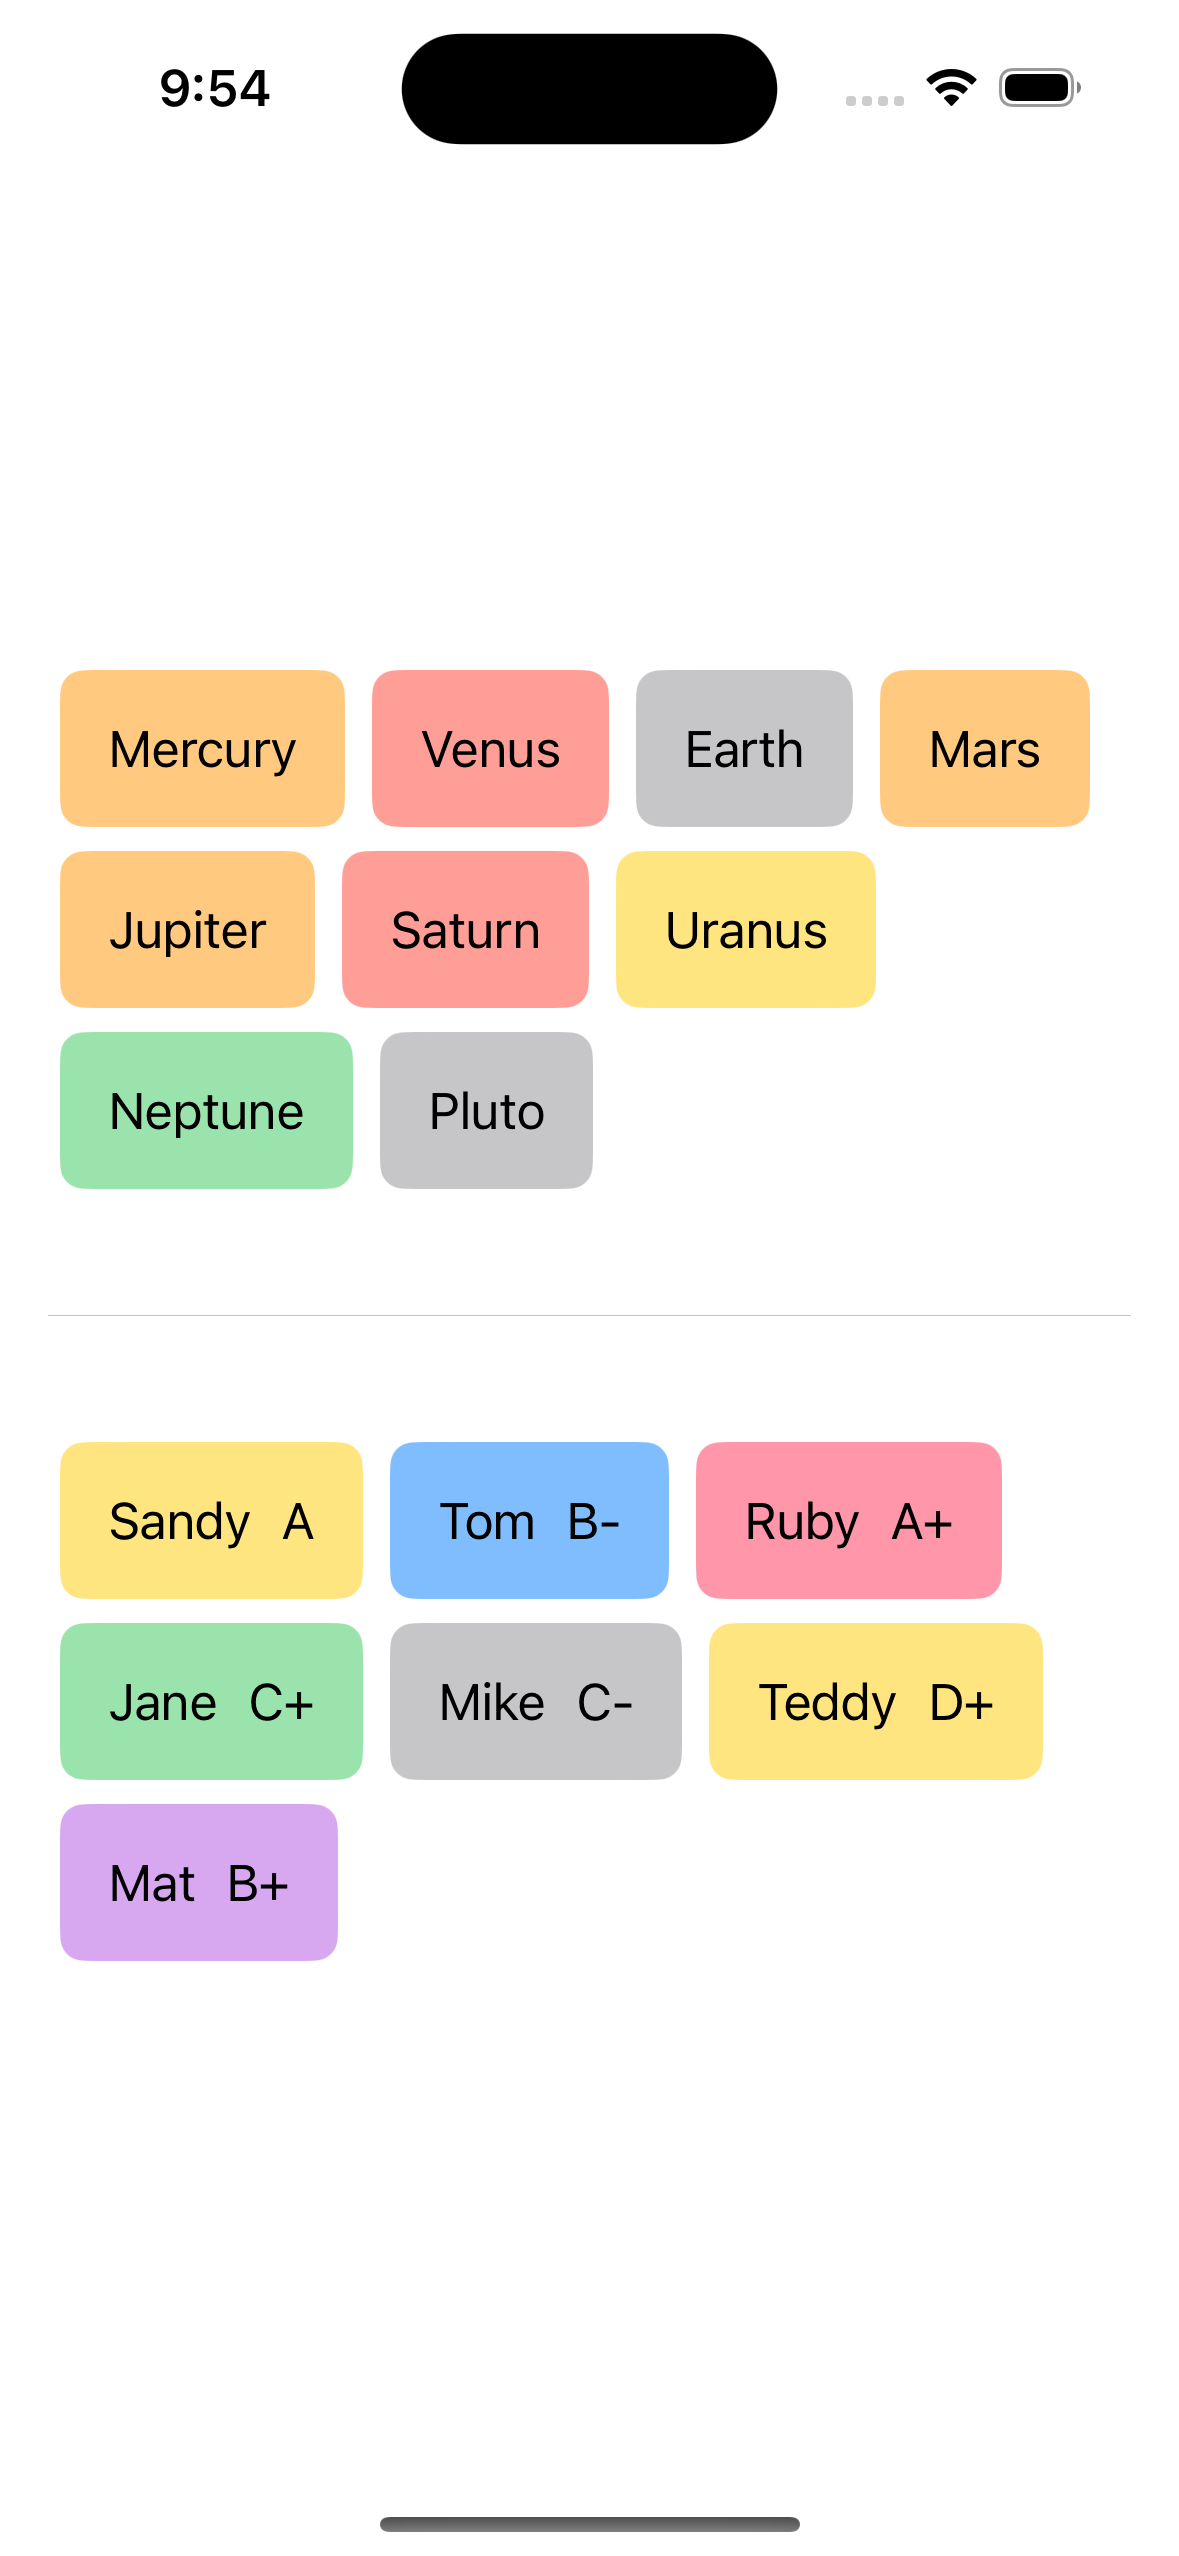 9:54
Mercury Venus Earth Mars
Jupiter Saturn Uranus
Neptune Pluto
Sandy A Tom B- Ruby A+
Jane C+ Mike C- Teddy D+
Mat B+